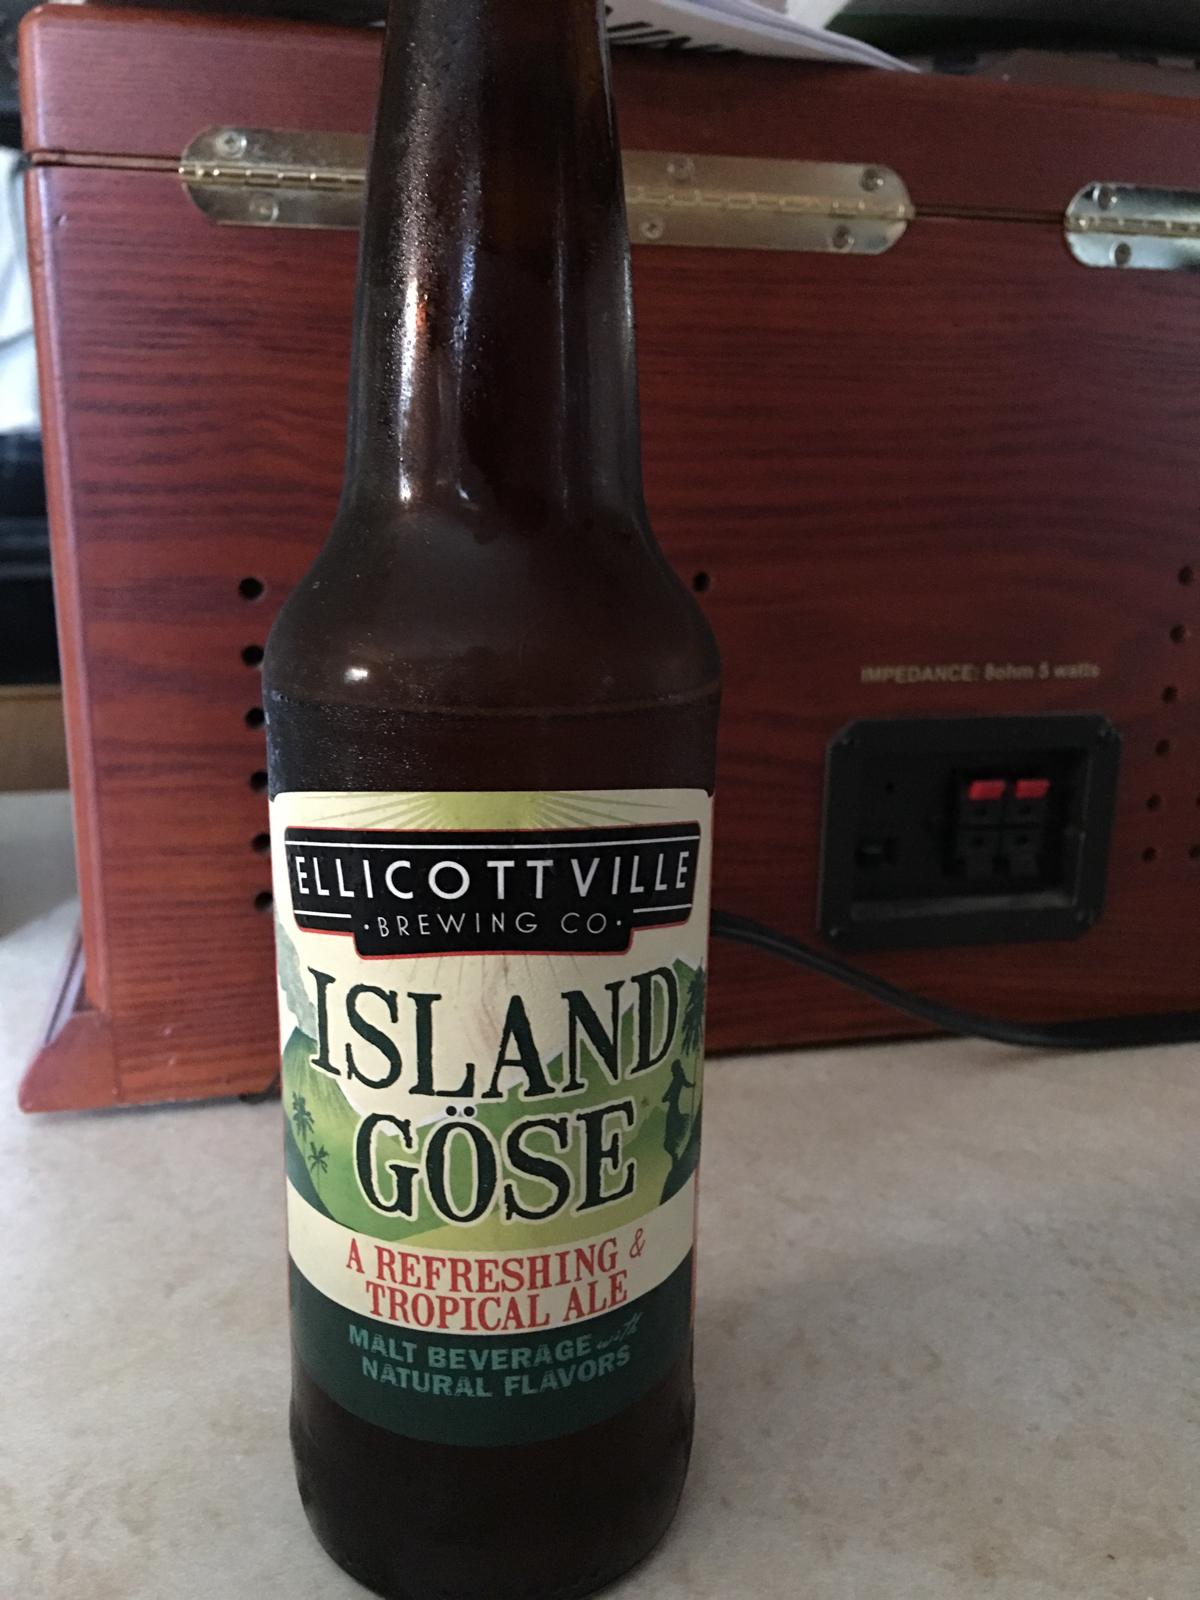 IMPEDANCE: 8ohm 5 watts
ELLICOTTVILLE
·BREWING CO·
ISLAND
GÖSE
A REFRESHING &
TROPICAL ALE
MALT BEVERAGE with
NATURAL FLAVORS